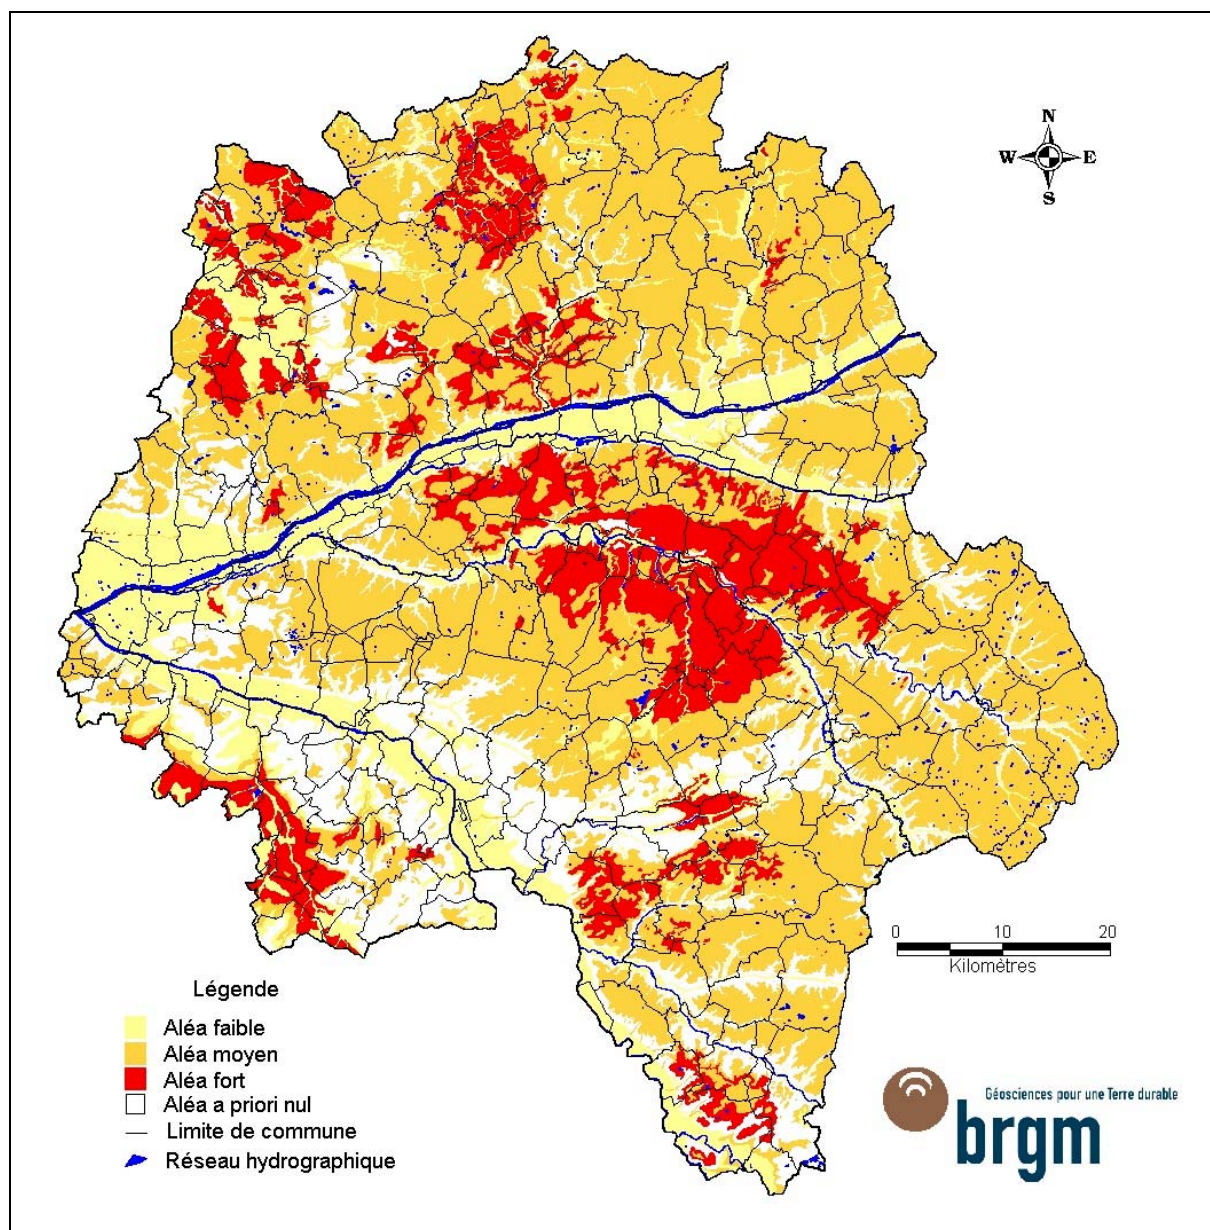 N
W E
S
0 10 20
Kilomètres
Légende
Aléa faible
Aléa moyen
Aléa fort
Aléa a priori nul
Limite de commune
Réseau hydrographique
Géosciences pour une Terre durable
brgm